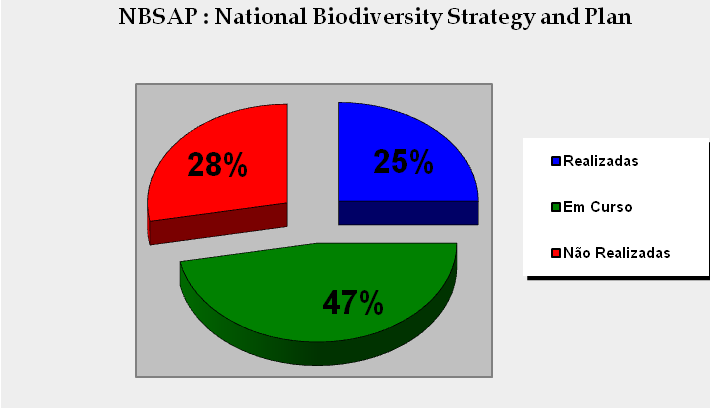 NBSAP : National Biodiversity Strategy and Plan
28%
25%
47%
Realizadas
Em Curso
Não Realizadas